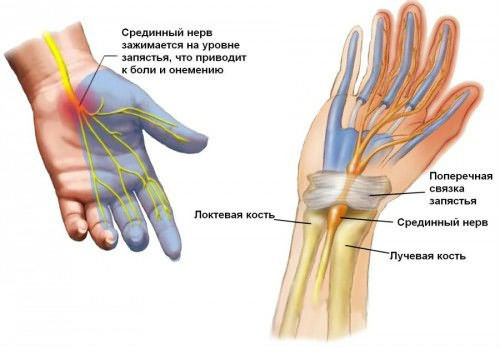 Срединный нерв
зажимается на уровне
запястья, что приводит
к боли и онемению
Поперечная
связка
запястья
Локтевая кость
Срединный нерв
Лучевая кость